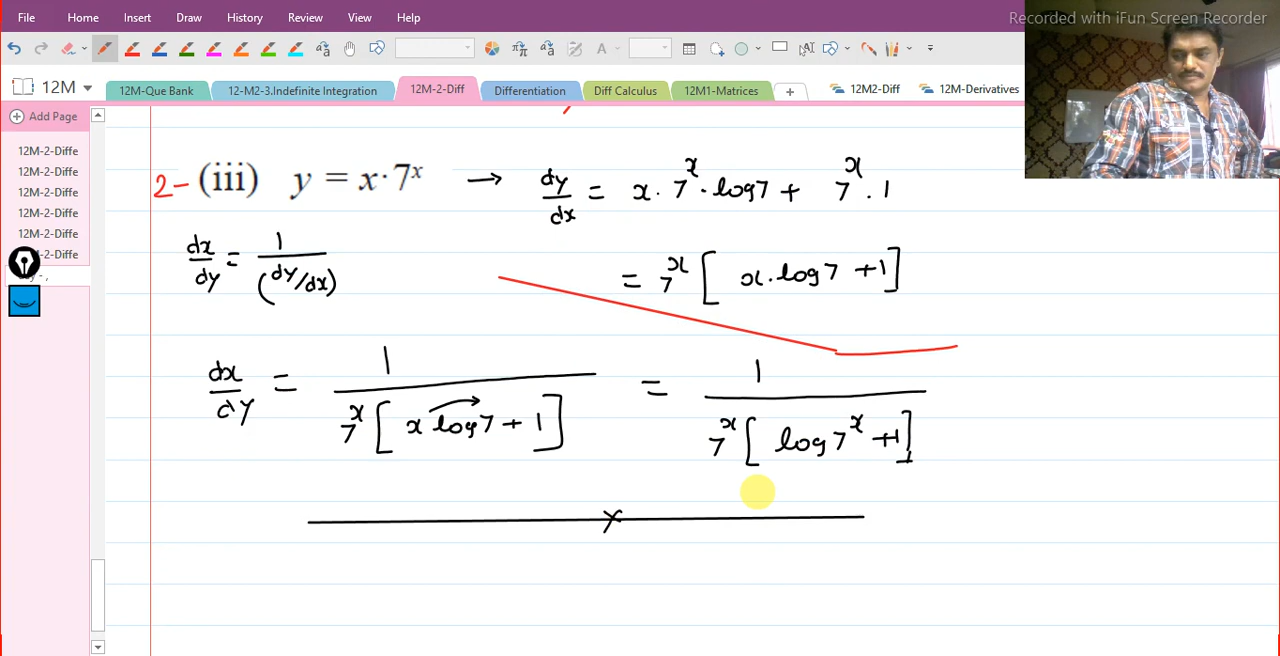 File Home Insert Draw History Review View Help
Recorded with iFun Screen Recorder
12M 12M-Que Bank 12-M2-3.Indefinite Integration 12M-2-Diff Differentiation Diff Calculus 12M1-Matrices + 12M2-Diff 12M-Derivatives
Add Page
12M-2-Diffe
12M-2-Diffe
12M-2-Diffe
12M-2-Diffe
12M-2-Diffe
2-Diffe
2- (iii) y = x·7^x → dy/dx = x·7^x·log7 + 7^x.1
dx/dy = 1/(dy/dx)
= 7^x[x.log7 +1]
dx/dy = 1/7^x[x log7 + 1] = 1/7^x[log7^x +1]
x